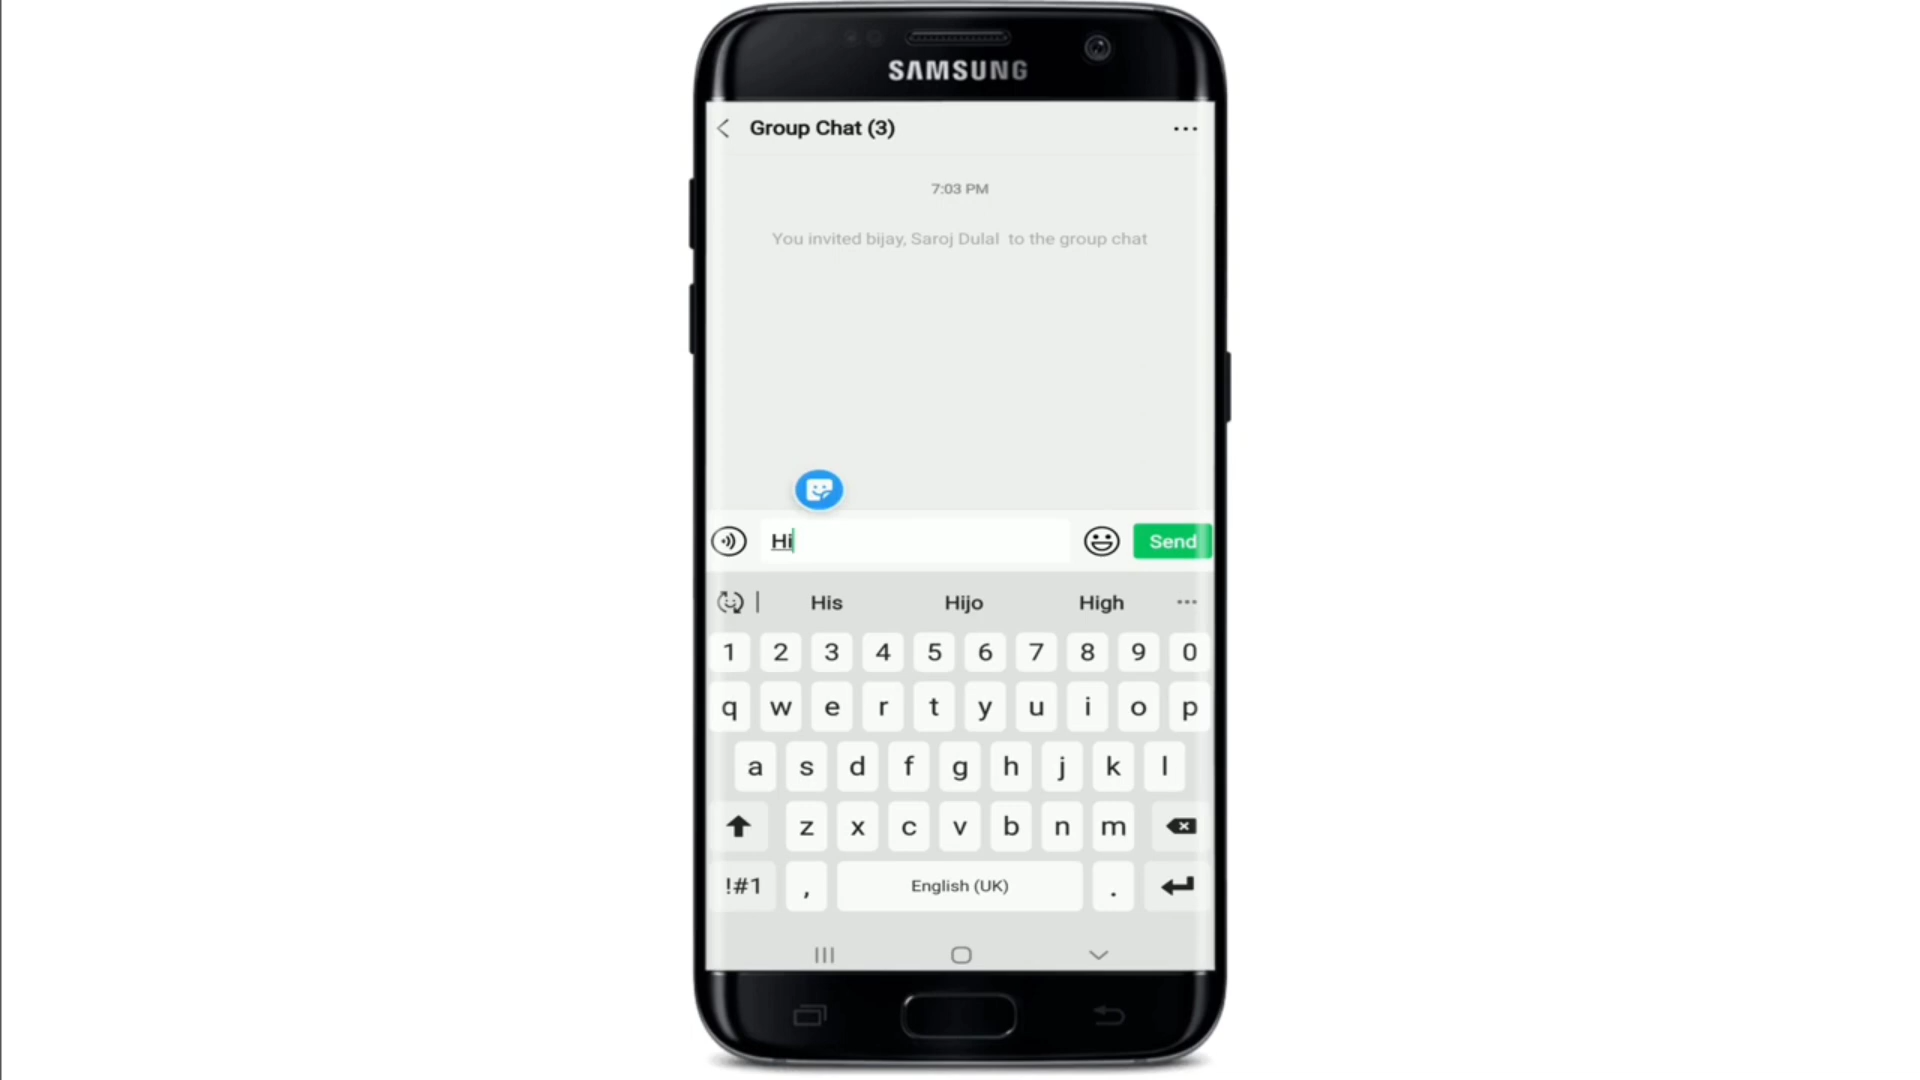 SAMSUNG
Group Chat (3)
7:03 PM
You invited bijay, Saroj Dulal to the group chat
Hi
Send
His Hijo High
1 2 3 4 5 6 7 8 9 0
q w e r t y u i o p
a s d f g h j k l
z x c v b n m
!#1 , English (UK) .